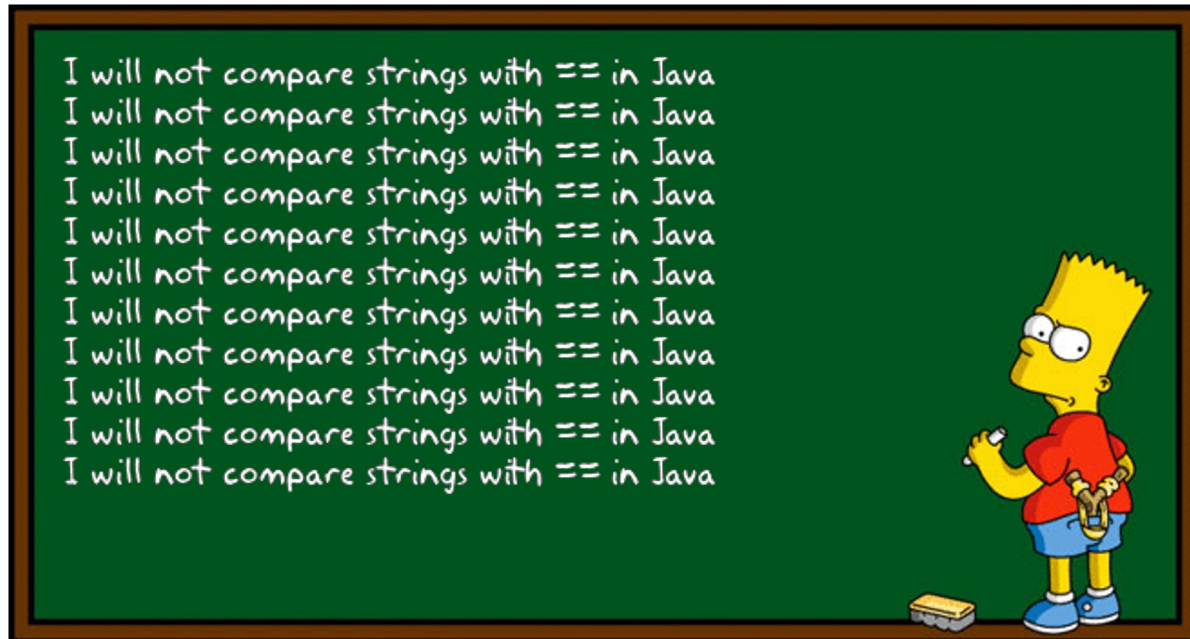 I will not compare strings with == in Java
I will not compare strings with == in Java
I will not compare strings with == in Java
I will not compare strings with == in Java
I will not compare strings with == in Java
I will not compare strings with == in Java
I will not compare strings with == in Java
I will not compare strings with == in Java
I will not compare strings with == in Java
I will not compare strings with == in Java
I will not compare strings with == in Java